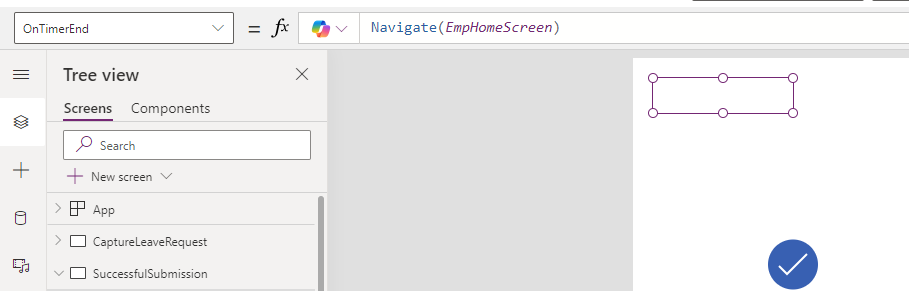 OnTimerEnd = fx Navigate(EmpHomeScreen)
Tree view
Screens Components
Search
New screen
App
CaptureLeaveRequest
SuccessfulSubmission